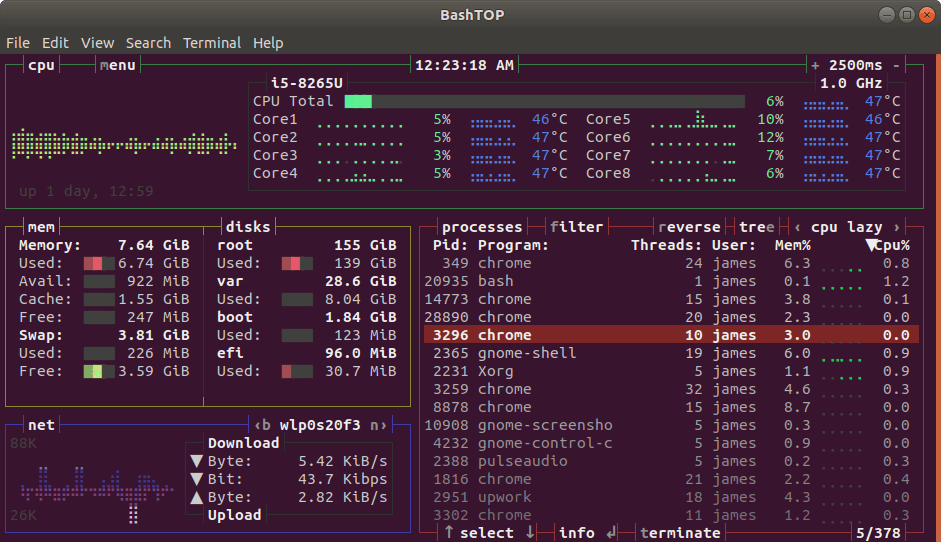 BashTOP
File Edit View Search Terminal Help
cpu menu 12:23:18 AM + 2500ms -
i5-8265U 1.0 GHz
CPU Total 6% 47°C
Core1 5% 46°C Core5 10% 46°C
Core2 5% 47°C Core6 12% 47°C
Core3 3% 47°C Core7 7% 47°C
Core4 5% 47°C Core8 6% 47°C
up 1 day, 12:59
mem disks
Memory: 7.64 GiB root 155 GiB
Used: 6.74 GiB Used: 139 GiB
Avail: 922 MiB var 28.6 GiB
Cache: 1.55 GiB Used: 8.04 GiB
Free: 247 MiB boot 1.84 GiB
Swap: 3.81 GiB Used: 123 MiB
Used: 226 MiB efi 96.0 MiB
Free: 3.59 GiB Used: 30.7 MiB
net ‹b wlp0s20f3 n›
88K Download
▼ Byte: 5.42 KiB/s
▼ Bit: 43.7 Kibps
▲ Byte: 2.82 KiB/s
26K Upload
processes filter reverse tree ‹ cpu lazy ›
Pid: Program: Threads: User: Mem% ▼Cpu%
349 chrome 24 james 6.3 0.8
20935 bash 1 james 0.1 1.2
14773 chrome 15 james 3.8 0.1
28890 chrome 20 james 2.3 0.0
3296 chrome 10 james 3.0 0.0
2365 gnome-shell 19 james 6.0 0.9
2231 Xorg 5 james 1.1 0.9
3259 chrome 32 james 4.6 0.3
8878 chrome 15 james 8.7 0.0
10908 gnome-screensho 5 james 0.3 0.0
4232 gnome-control-c 5 james 0.9 0.0
2388 pulseaudio 5 james 0.2 0.3
1816 chrome 21 james 2.2 0.4
2951 upwork 18 james 4.3 0.0
3302 chrome 11 james 1.2 0.3
↑ select ↓ info ↲ terminate 5/378